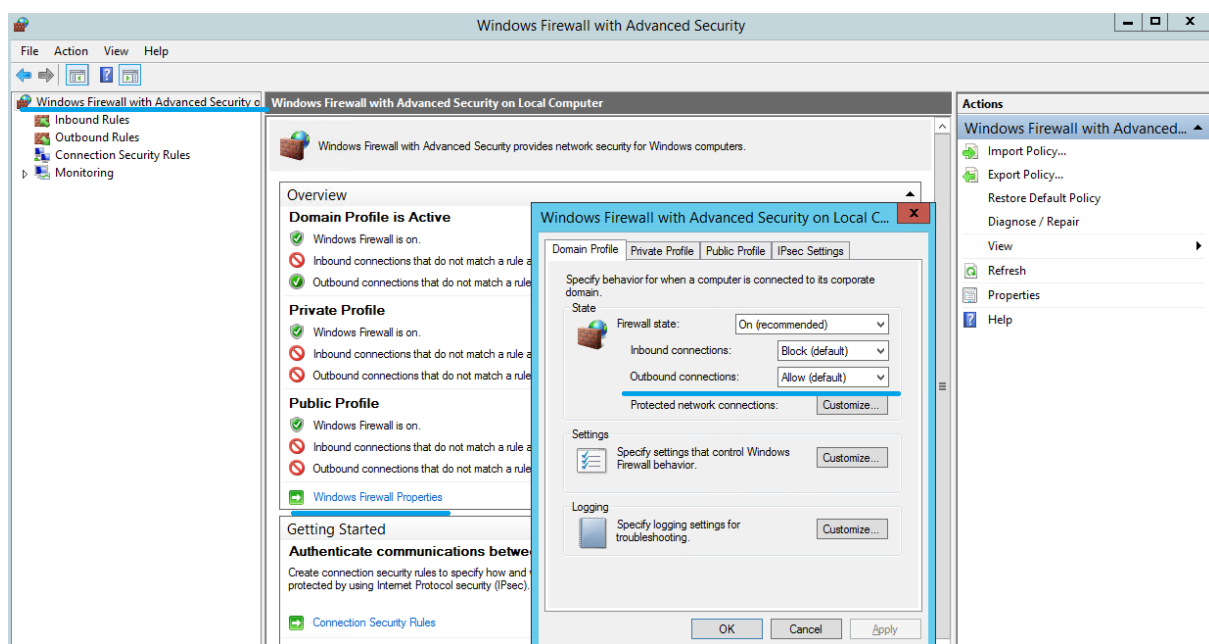 Windows Firewall with Advanced Security
File Action View Help
Windows Firewall with Advanced Security o
Inbound Rules
Outbound Rules
Connection Security Rules
Monitoring
Windows Firewall with Advanced Security on Local Computer
Windows Firewall with Advanced Security provides network security for Windows computers.
Overview
Domain Profile is Active
Windows Firewall is on.
Inbound connections that do not match a rule a
Outbound connections that do not match a rule
Private Profile
Windows Firewall is on.
Inbound connections that do not match a rule a
Outbound connections that do not match a rule
Public Profile
Windows Firewall is on.
Inbound connections that do not match a rule a
Outbound connections that do not match a rule
Windows Firewall Properties
Getting Started
Authenticate communications betwe
Create connection security rules to specify how and
protected by using Internet Protocol security (IPsec).
Connection Security Rules
Windows Firewall with Advanced Security on Local C...
Domain Profile Private Profile Public Profile IPsec Settings
Specify behavior for when a computer is connected to its corporate
domain.
State
Firewall state: On (recommended)
Inbound connections: Block (default)
Outbound connections: Allow (default)
Protected network connections: Customize...
Settings
Specify settings that control Windows
Firewall behavior.
Customize...
Logging
Specify logging settings for
troubleshooting.
Customize...
OK Cancel Apply
Actions
Windows Firewall with Advanced...
Import Policy...
Export Policy...
Restore Default Policy
Diagnose / Repair
View
Refresh
Properties
Help